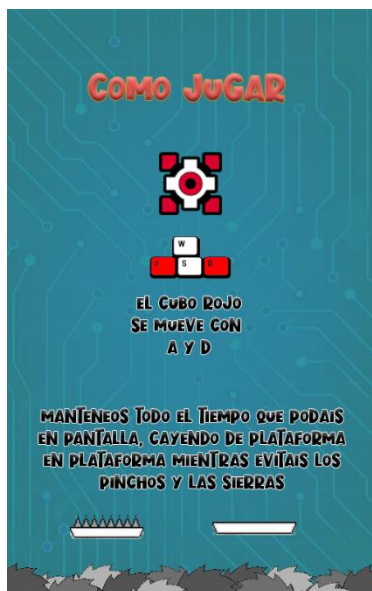 COMO JUGAR
W
S
EL CUBO ROJO
SE MUEVE CON
A Y D
MANTENEOS TODO EL TIEMPO QUE PODAIS
EN PANTALLA, CAYENDO DE PLATAFORMA
EN PLATAFORMA MIENTRAS EVITAIS LOS
PINCHOS Y LAS SIERRAS